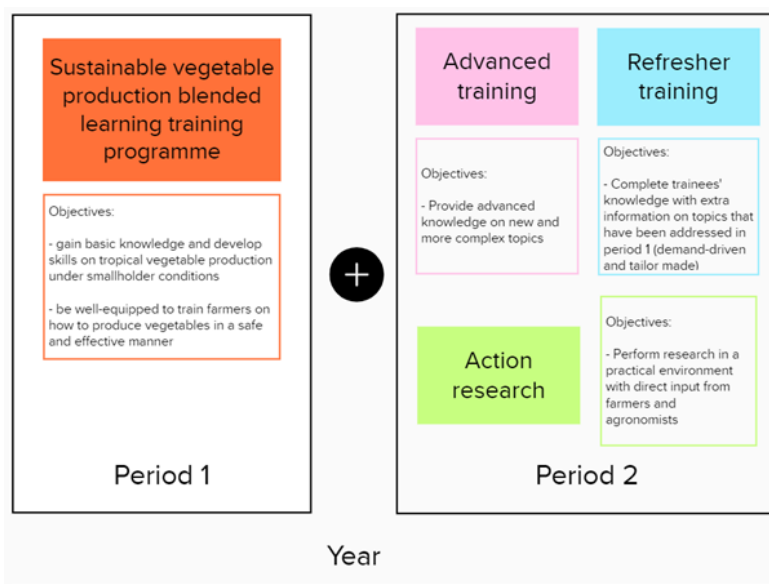 Sustainable vegetable
production blended
learning training
programme
Objectives:
- gain basic knowledge and develop
skills on tropical vegetable production
under smallholder conditions
- be well-equipped to train farmers on
how to produce vegetables in a safe
and effective manner
Period 1
+
Advanced
training
Objectives:
- Provide advanced
knowledge on new and
more complex topics
Refresher
training
Objectives:
- Complete trainees'
knowledge with extra
information on topics that
have been addressed in
period 1 (demand-driven
and tailor made)
Action
research
Objectives:
- Perform research in a
practical environment
with direct input from
farmers and
agronomists
Period 2
Year